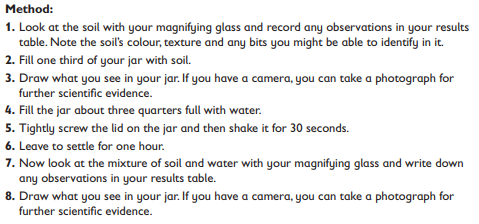 Method:
1. Look at the soil with your magnifying glass and record any observations in your results
table. Note the soil's colour, texture and any bits you might be able to identify in it.
2. Fill one third of your jar with soil.
3. Draw what you see in your jar. If you have a camera, you can take a photograph for
further scientific evidence.
4. Fill the jar about three quarters full with water.
5. Tightly screw the lid on the jar and then shake it for 30 seconds.
6. Leave to settle for one hour.
7. Now look at the mixture of soil and water with your magnifying glass and write down
any observations in your results table.
8. Draw what you see in your jar. If you have a camera, you can take a photograph for
further scientific evidence.